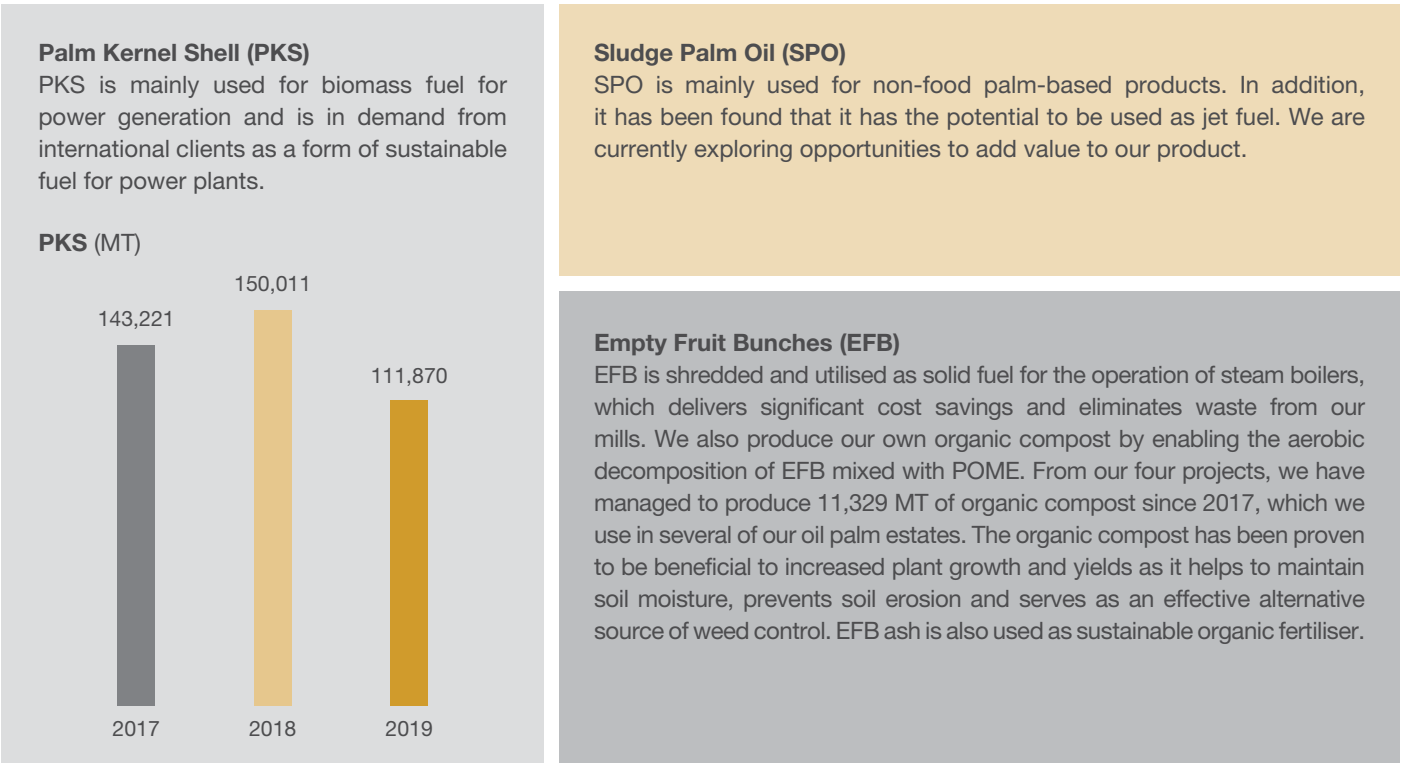 Palm Kernel Shell (PKS)
PKS is mainly used for biomass fuel for
power generation and is in demand from
international clients as a form of sustainable
fuel for power plants.
PKS (MT)
143,221
150,011
111,870
2017
2018
2019
Sludge Palm Oil (SPO)
SPO is mainly used for non-food palm-based products. In addition,
it has been found that it has the potential to be used as jet fuel. We are
currently exploring opportunities to add value to our product.
Empty Fruit Bunches (EFB)
EFB is shredded and utilised as solid fuel for the operation of steam boilers,
which delivers significant cost savings and eliminates waste from our
mills. We also produce our own organic compost by enabling the aerobic
decomposition of EFB mixed with POME. From our four projects, we have
managed to produce 11,329 MT of organic compost since 2017, which we
use in several of our oil palm estates. The organic compost has been proven
to be beneficial to increased plant growth and yields as it helps to maintain
soil moisture, prevents soil erosion and serves as an effective alternative
source of weed control. EFB ash is also used as sustainable organic fertiliser.